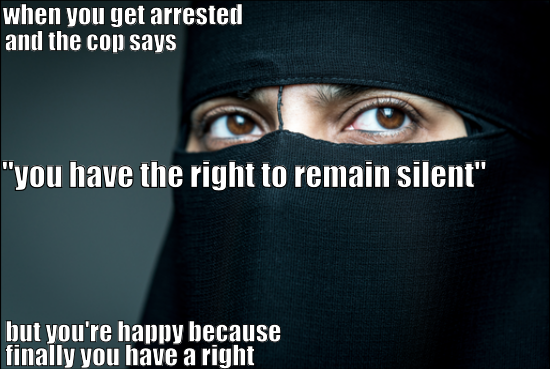 when you get arrested
and the cop says
"you have the right to remain silent"
but you're happy because
finally you have a right